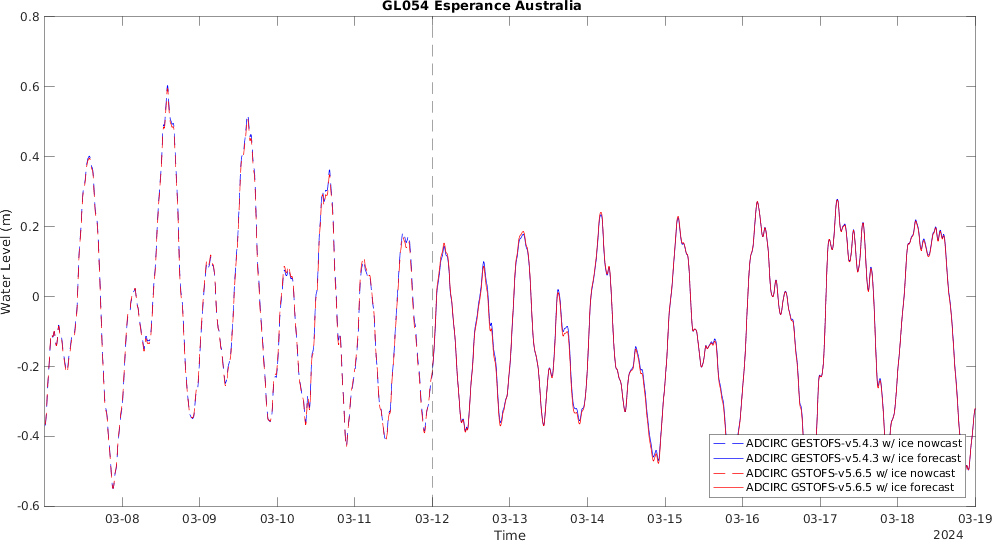 GL054 Esperance Australia
0.8
0.6
0.4
0.2
0
-0.2
-0.4
-0.6
Water Level (m)
ADCIRC GESTOFS-v5.4.3 w/ ice nowcast
ADCIRC GESTOFS-v5.4.3 w/ ice forecast
ADCIRC GSTOFS-v5.6.5 w/ ice nowcast
ADCIRC GSTOFS-v5.6.5 w/ ice forecast
03-08 03-09 03-10 03-11 03-12 03-13 03-14 03-15 03-16 03-17 03-18 03-19
Time
2024